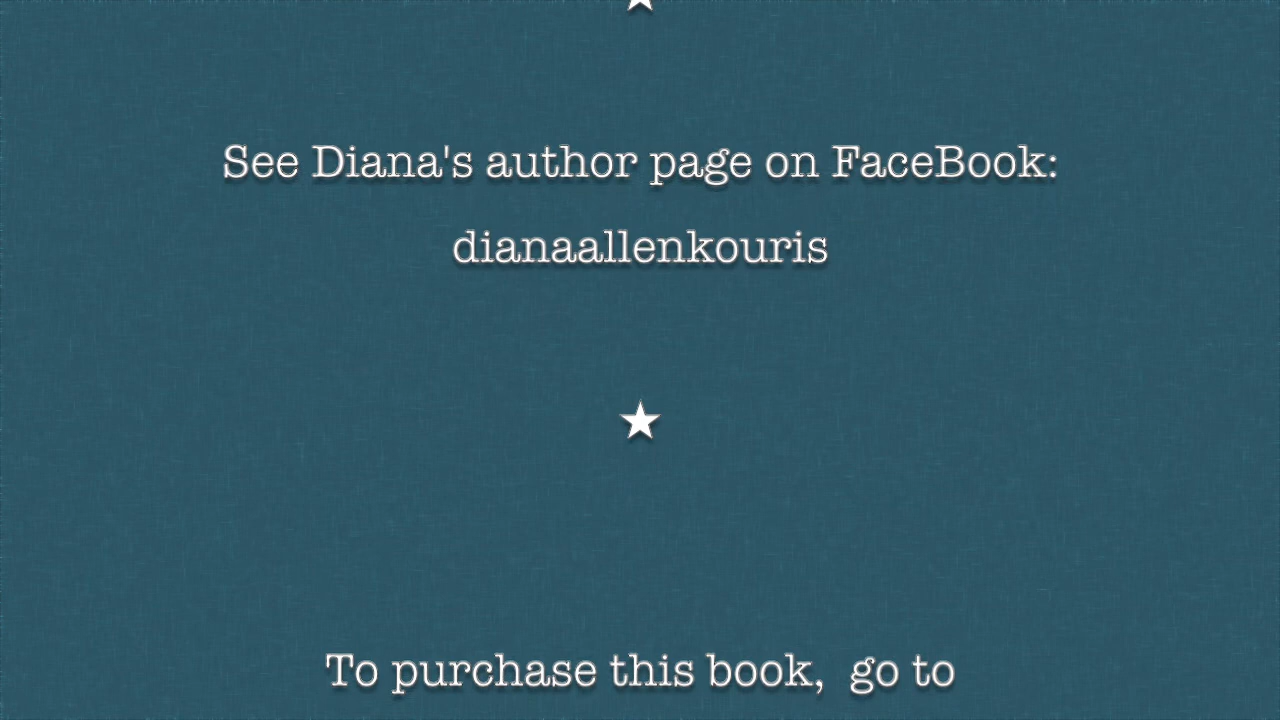 See Diana's author page on FaceBook:
dianaallenkouris
To purchase this book,  go to